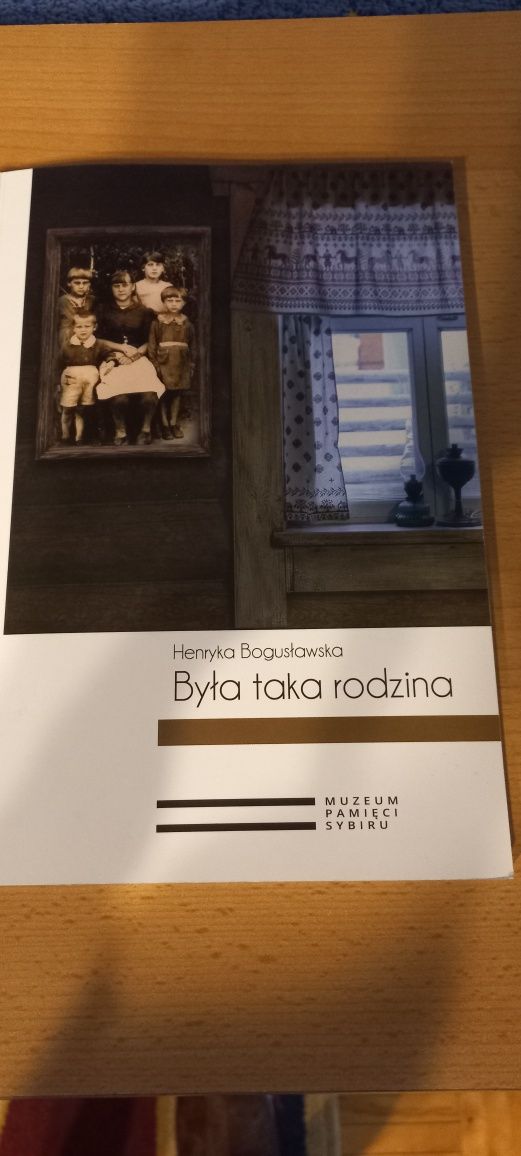 Henryka Bogusławska
Była taka rodzina
MUZEUM
PAMIĘCI
SYBIRU